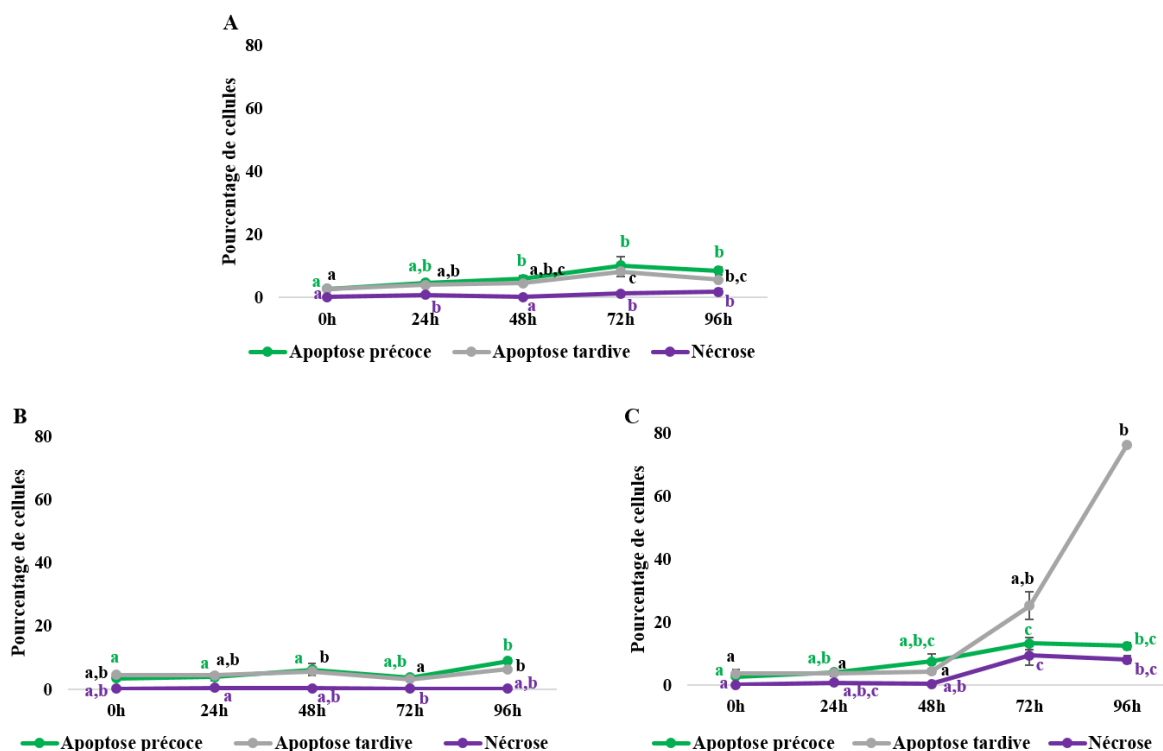 A
Pourcentage de cellules
80
60
40
20
0
a
a
a
a,b
a,b
b
b
a,b,c
a
b
c
b
b
b,c
b
0h
24h
48h
72h
96h
Apoptose précoce
Apoptose tardive
Nécrose
B
Pourcentage de cellules
80
60
40
20
0
a
a,b
a,b
a
a,b
a
a
b
a,b
a,b
a
b
b
b
a,b
0h
24h
48h
72h
96h
Apoptose précoce
Apoptose tardive
Nécrose
C
Pourcentage de cellules
80
60
40
20
0
a
a
a
a,b
a
a,b,c
a,b,c
a
a,b
a,b
c
c
b
b,c
b,c
0h
24h
48h
72h
96h
Apoptose précoce
Apoptose tardive
Nécrose